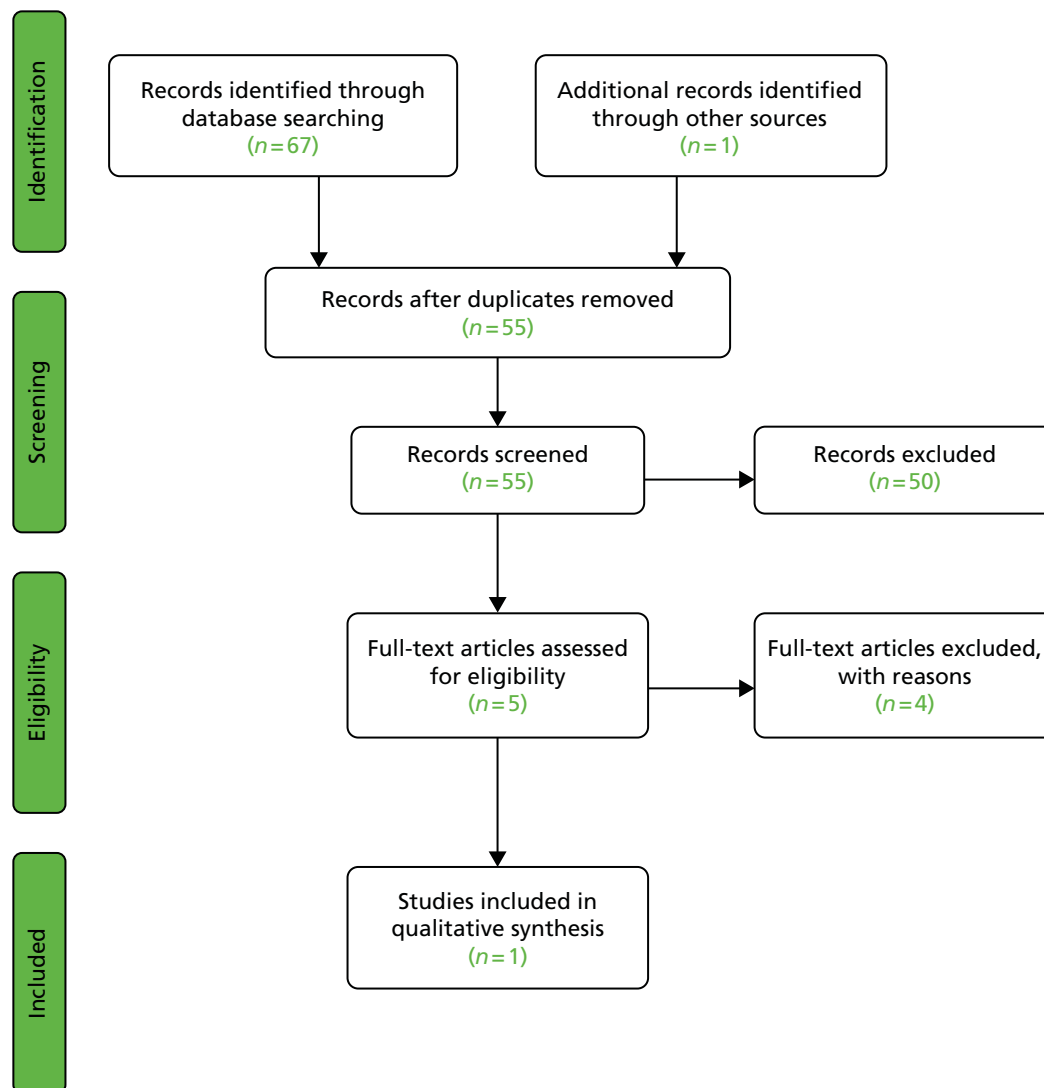 Identification
Records identified through
database searching
(n=67)
Additional records identified
through other sources
(n=1)
Records after duplicates removed
(n=55)
Screening
Records screened
(n=55)
Records excluded
(n=50)
Eligibility
Full-text articles assessed
for eligibility
(n=5)
Full-text articles excluded,
with reasons
(n=4)
Included
Studies included in
qualitative synthesis
(n=1)